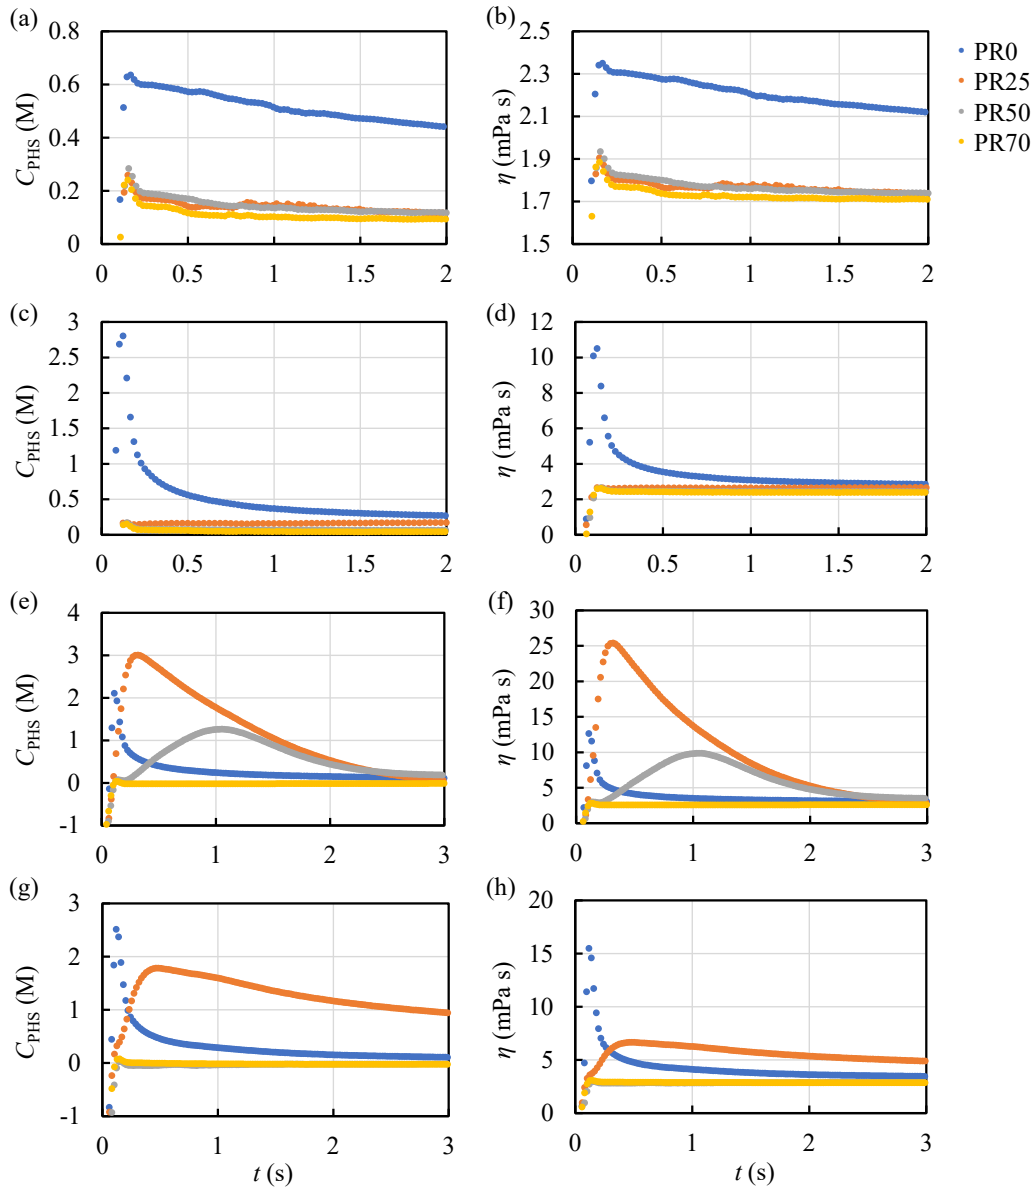 (a)
C_PHS (M)
0.8
0.6
0.4
0.2
0
0 0.5 1 1.5 2
(b)
η (mPa s)
2.5
2.3
2.1
1.9
1.7
1.5
0 0.5 1 1.5 2
PR0
PR25
PR50
PR70
(c)
C_PHS (M)
3
2.5
2
1.5
1
0.5
0
0 0.5 1 1.5 2
(d)
η (mPa s)
12
10
8
6
4
2
0
0 0.5 1 1.5 2
(e)
C_PHS (M)
4
3
2
1
0
-1
0 1 2 3
(f)
η (mPa s)
30
25
20
15
10
5
0
0 1 2 3
(g)
C_PHS (M)
3
2
1
0
-1
0 1 2 3
t (s)
(h)
η (mPa s)
20
15
10
5
0
0 1 2 3
t (s)